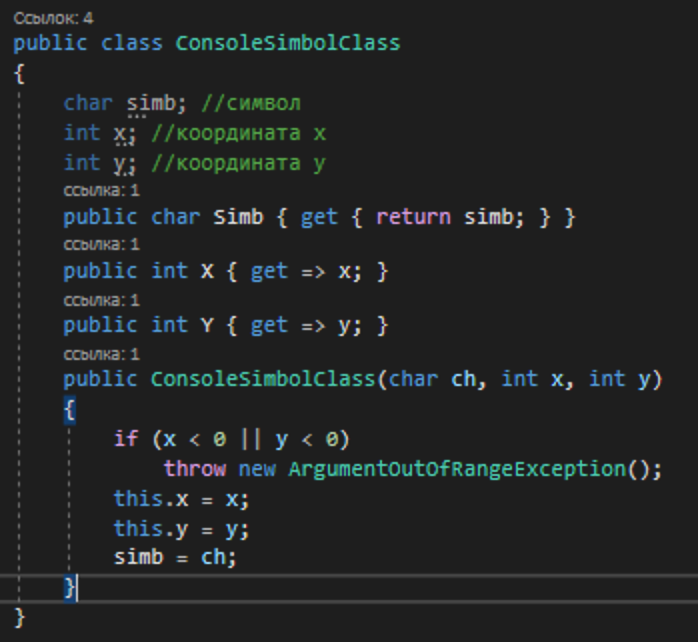 Ссылок: 4
public class ConsoleSimbolClass
{
char simb; //символ
int x; //координата x
int y; //координата y
ссылка: 1
public char Simb { get { return simb; } }
ссылка: 1
public int X { get => x; }
ссылка: 1
public int Y { get => y; }
ссылка: 1
public ConsoleSimbolClass(char ch, int x, int y)
{
if (x < 0 || y < 0)
throw new ArgumentOutOfRangeException();
this.x = x;
this.y = y;
simb = ch;
}
}